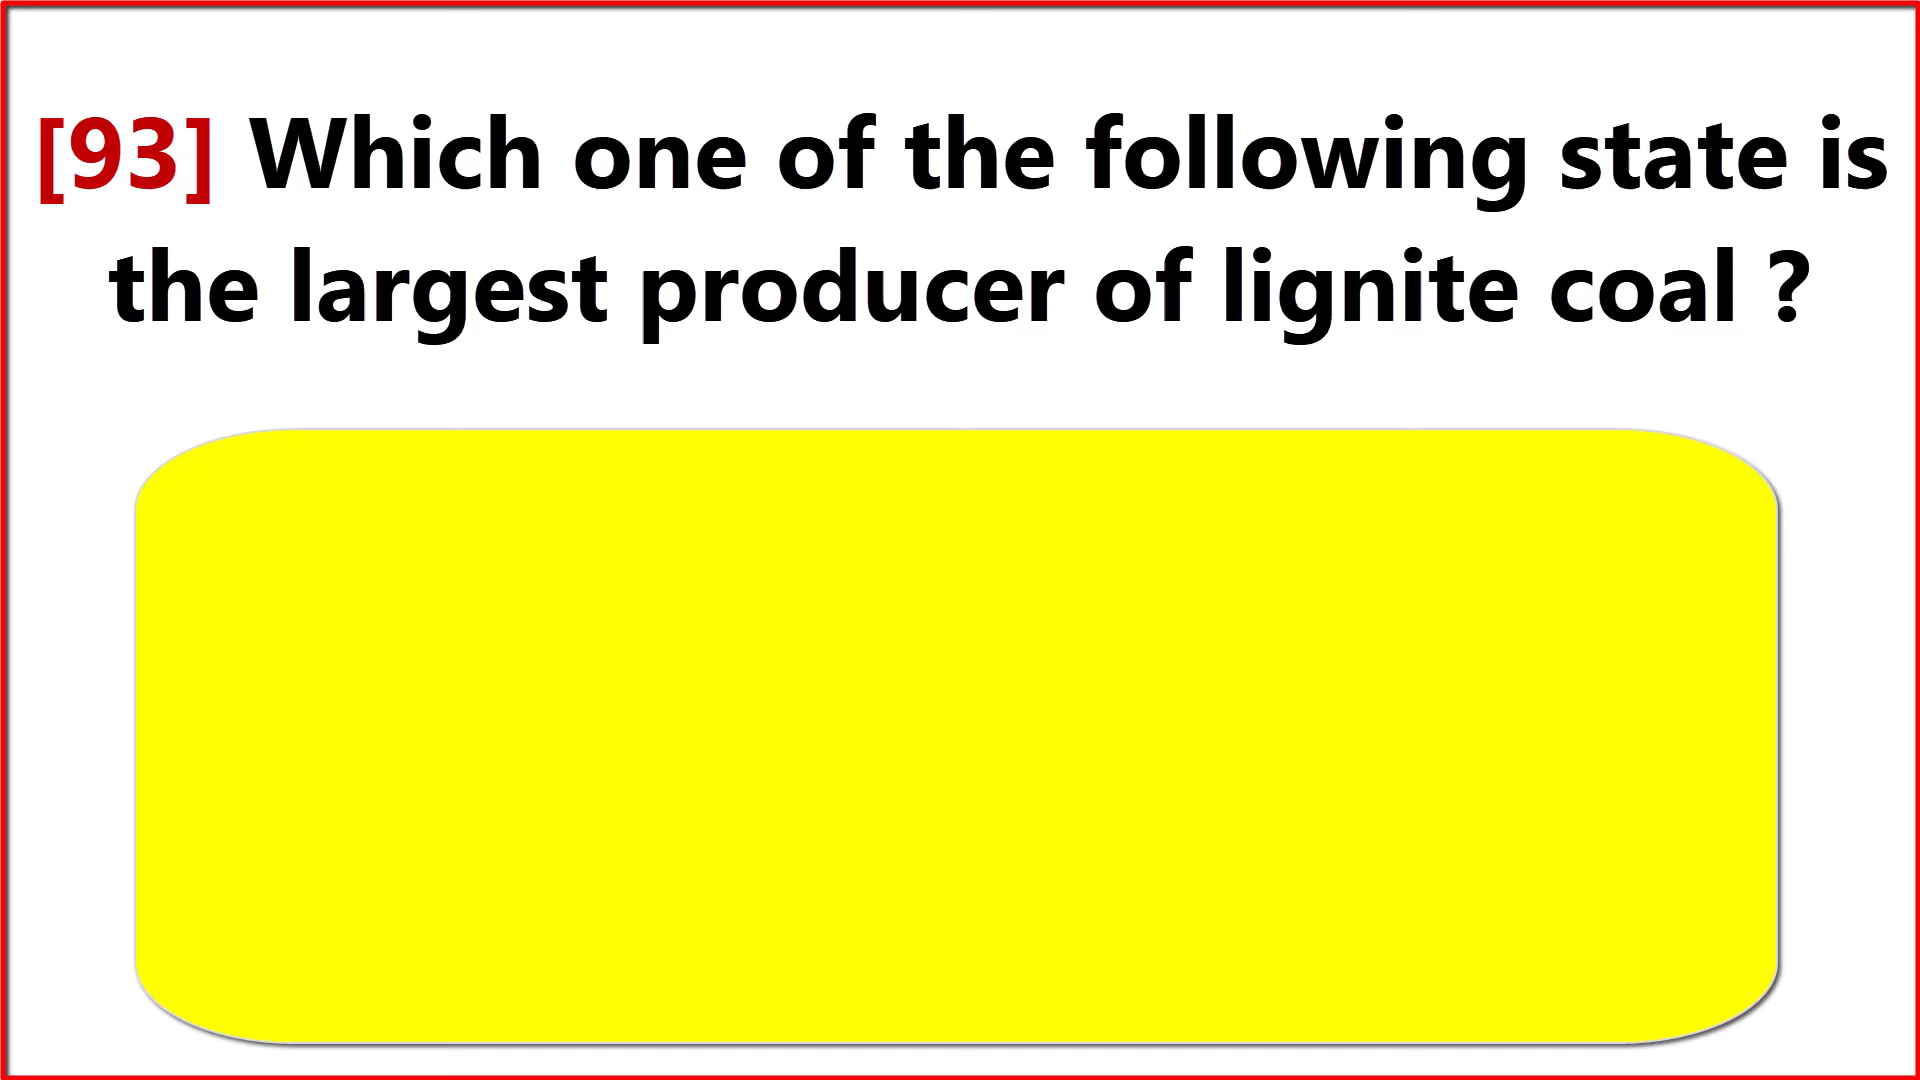 [93] Which one of the following state is
the largest producer of lignite coal ?